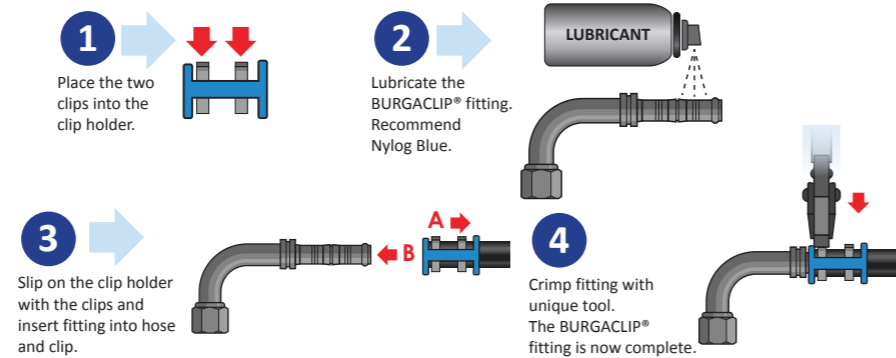 1
Place the two
clips into the
clip holder.
2
Lubricate the
BURGACLIP® fitting.
Recommend
Nylog Blue.
LUBRICANT
3
Slip on the clip holder
with the clips and
insert fitting into hose
and clip.
A
B
4
Crimp fitting with
unique tool.
The BURGACLIP®
fitting is now complete.